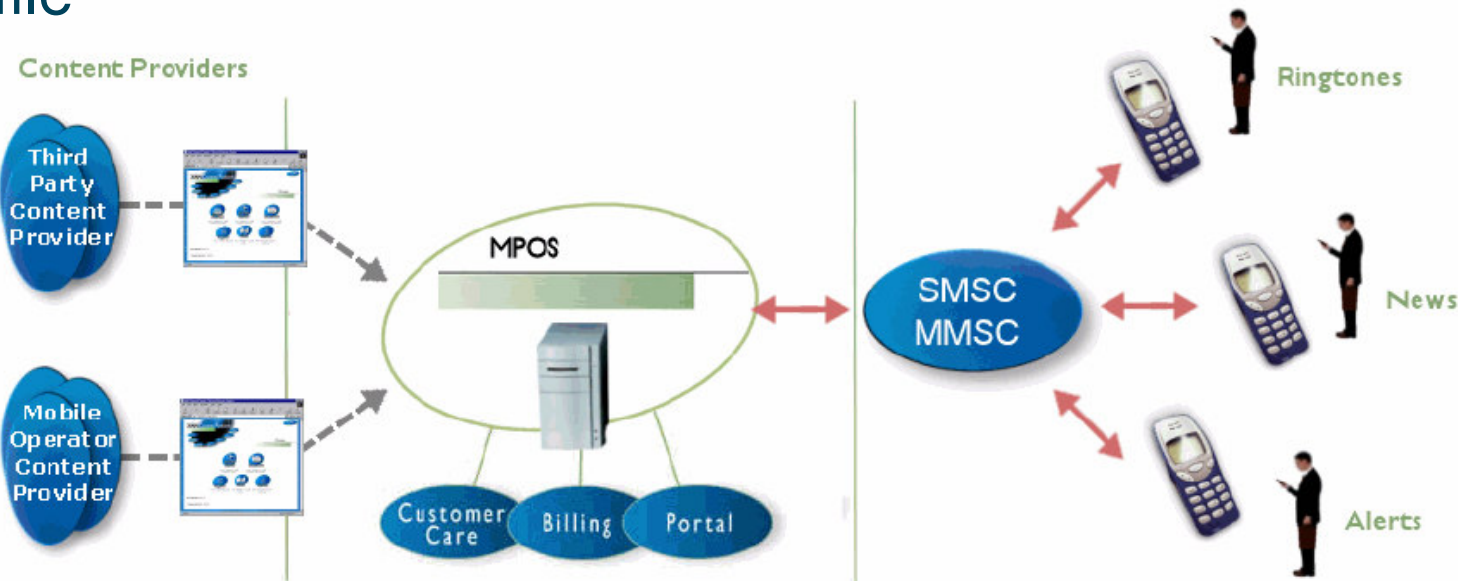 Content Providers
Third
Party
Content
Provider
Mobile
Operator
Content
Provider
MPOS
Customer
Care
Billing
Portal
SMSC
MMSC
Ringtones
News
Alerts